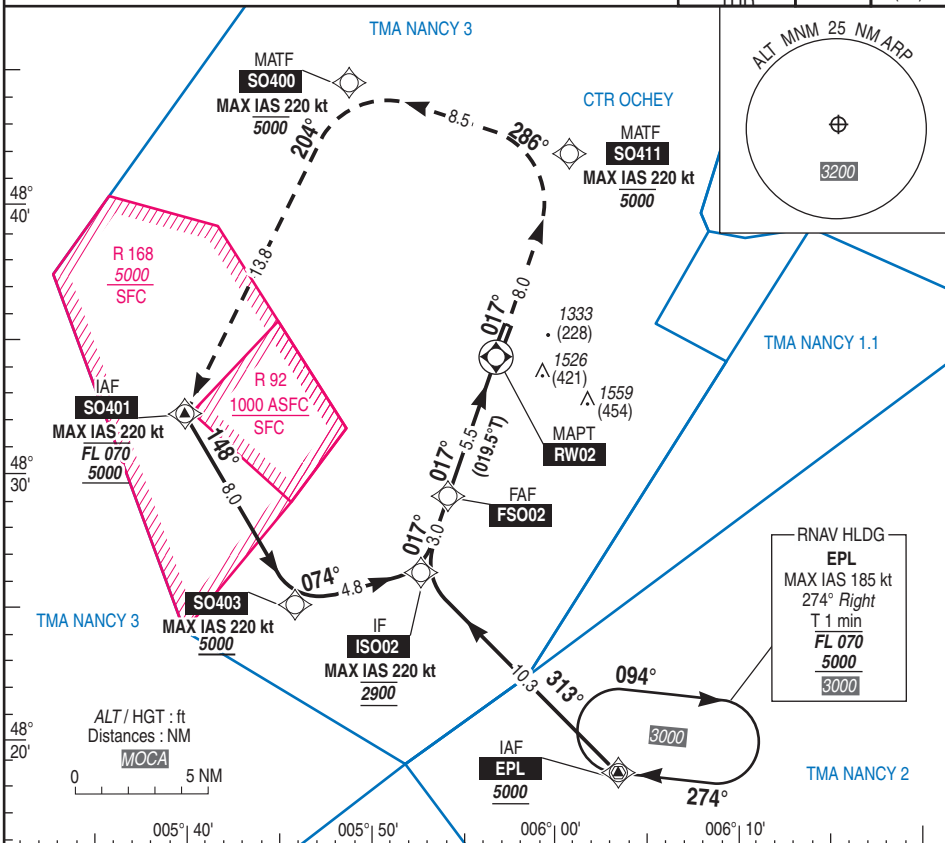 TMA NANCY 3
ALT MNM 25 NM ARP
3200
MATF
SO400
MAX IAS 220 kt
5000
CTR OCHEY
MATF
SO411
MAX IAS 220 kt
5000
204°
8.5
286°
48°
40'
R 168
5000
SFC
13.8
8.0
017°
1333
(228)
1526
(421)
1559
(454)
TMA NANCY 1.1
IAF
SO401
MAX IAS 220 kt
FL 070
5000
R 92
1000 ASFC
SFC
148°
8.0
5.5
(019.5°T)
017°
MAPT
RW02
48°
30'
FAF
FSO02
017°
3.0
074°
4.8
SO403
MAX IAS 220 kt
5000
TMA NANCY 3
IF
ISO02
MAX IAS 220 kt
2900
RNAV HLDG
EPL
MAX IAS 185 kt
274° Right
T 1 min
FL 070
5000
3000
10.3
313°
094°
3000
274°
IAF
EPL
5000
TMA NANCY 2
ALT / HGT : ft
Distances : NM
MOCA
0 5 NM
48°
20'
005° 40'
005° 50'
006° 00'
006° 10'